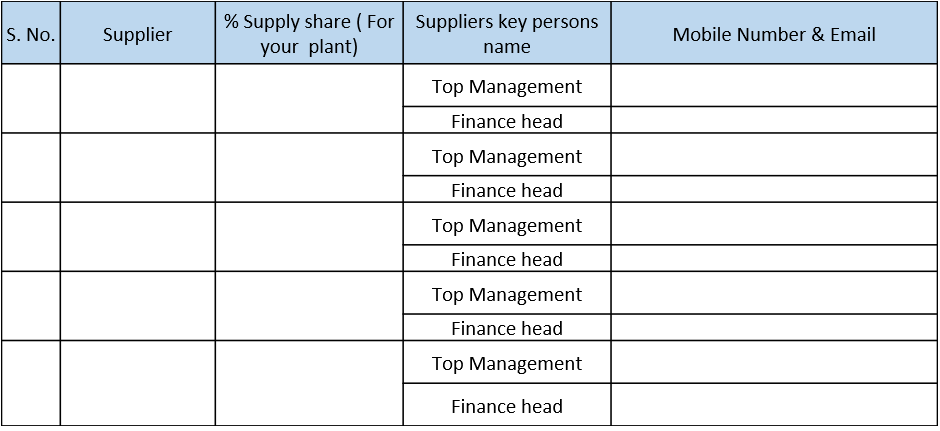 S. No.
Supplier
% Supply share ( For
your plant)
Suppliers key persons
name
Mobile Number & Email
Top Management
Finance head
Top Management
Finance head
Top Management
Finance head
Top Management
Finance head
Top Management
Finance head